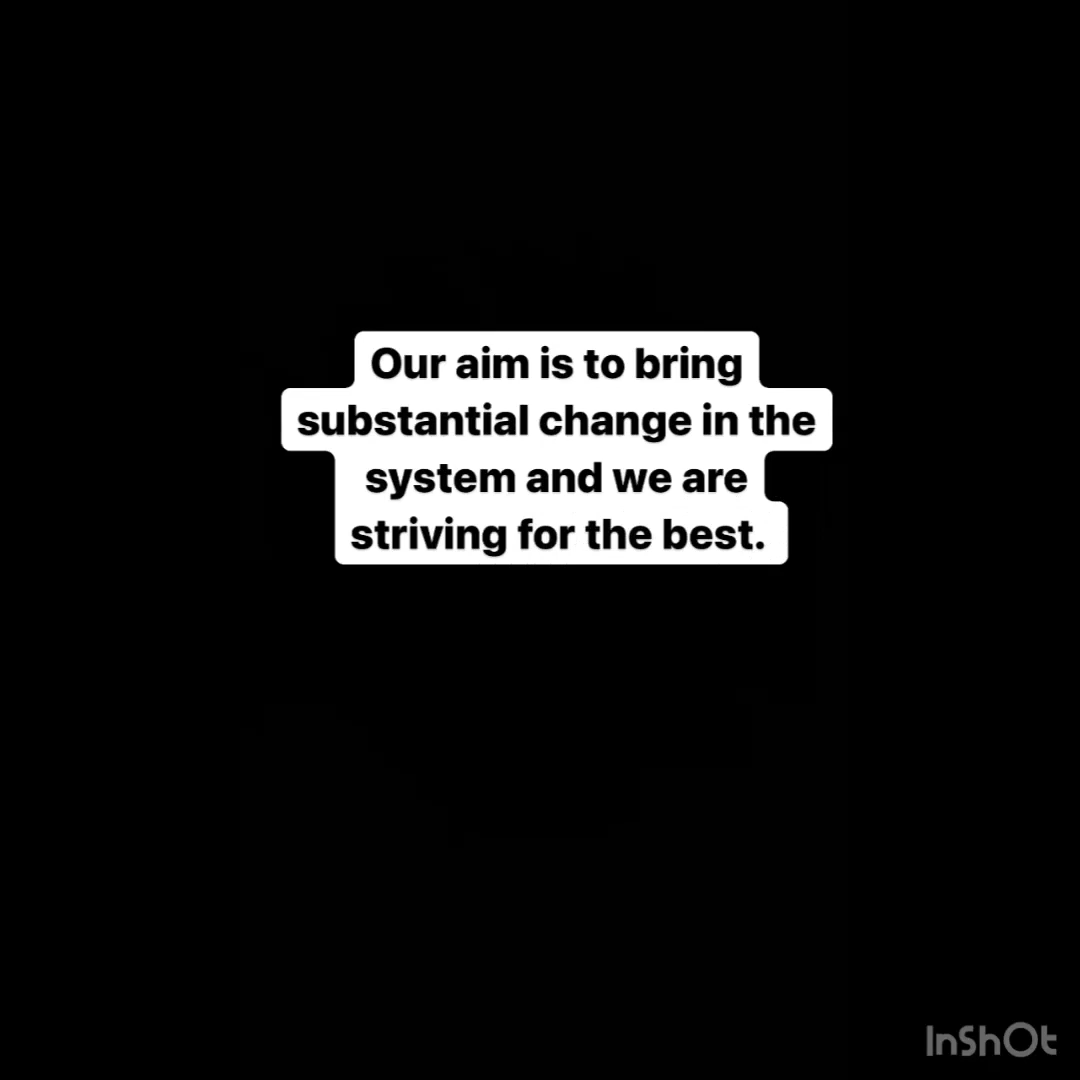 Our aim is to bring
substantial change in the
system and we are
striving for the best.
InShOt